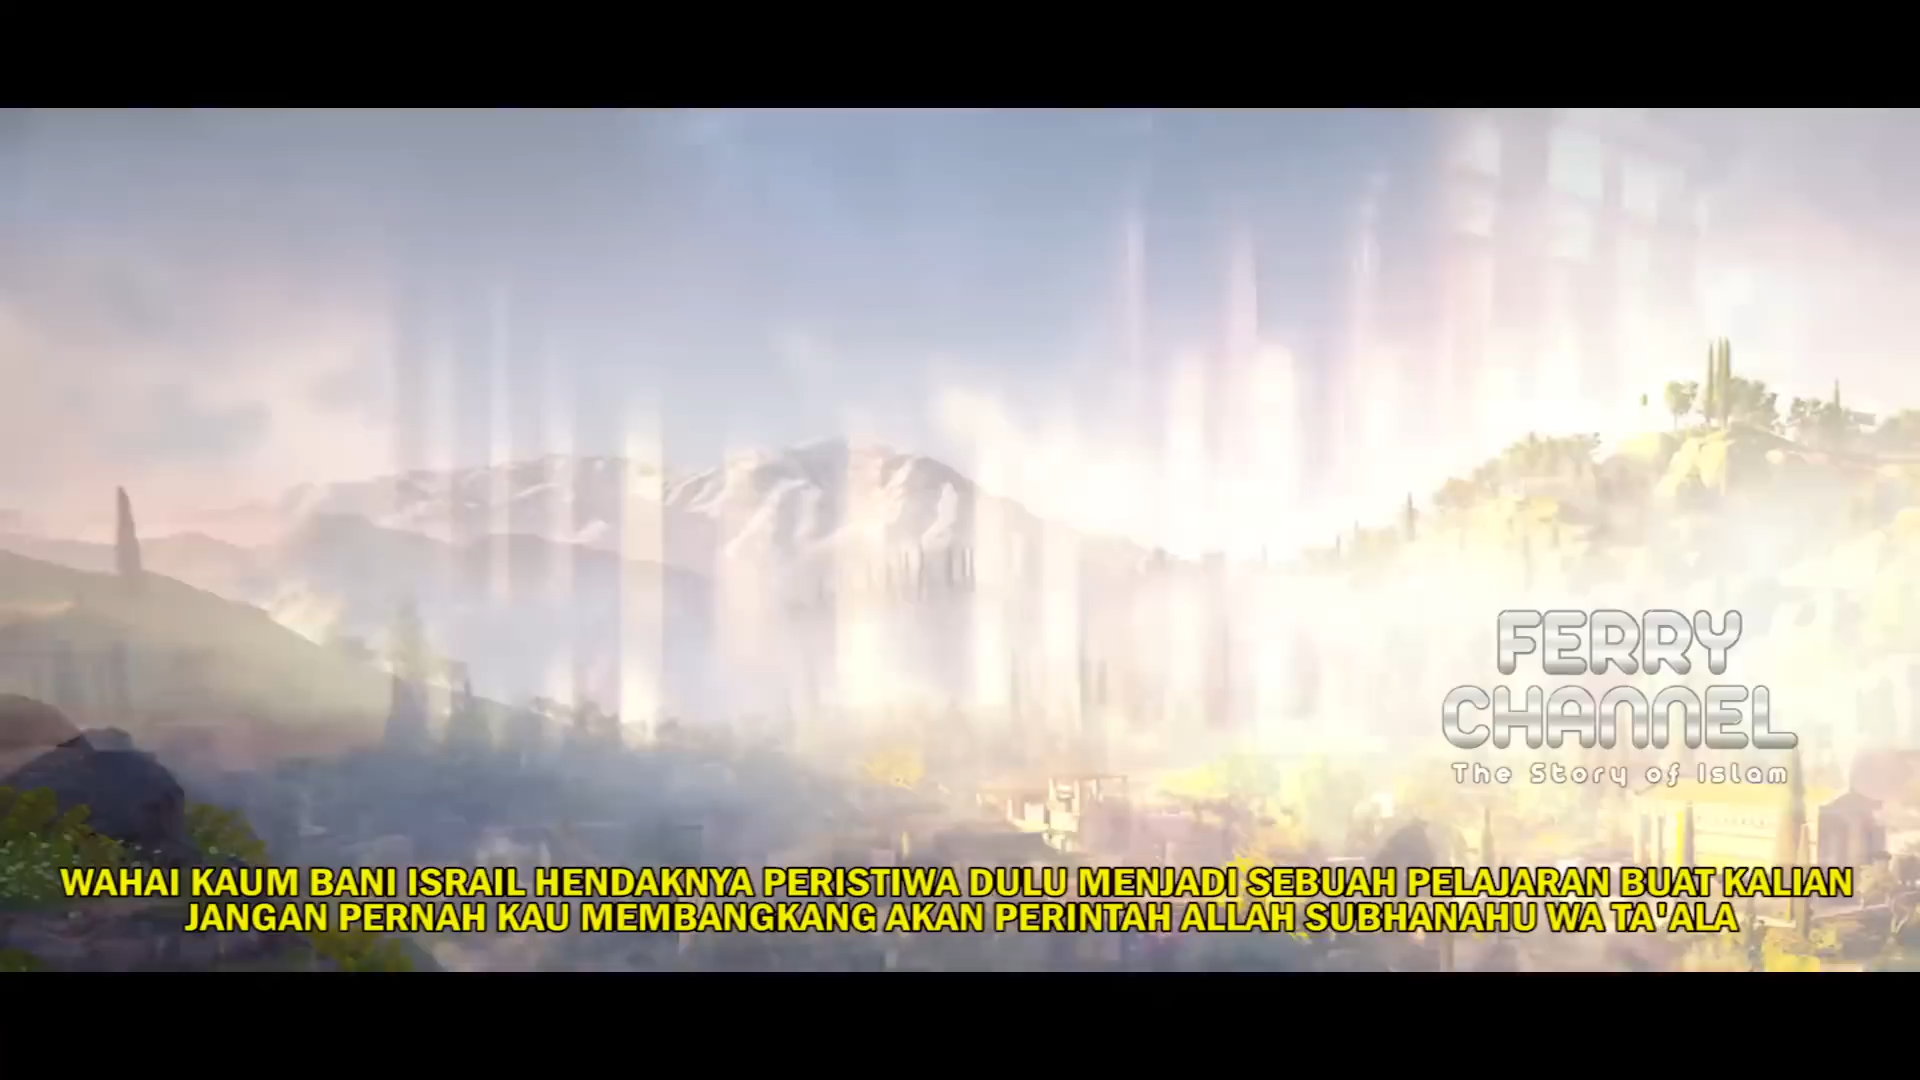 FERRY
CHANNEL
The Story of Islam
WAHAI KAUM BANI ISRAIL HENDAKNYA PERISTIWA DULU MENJADI SEBUAH PELAJARAN BUAT KALIAN
JANGAN PERNAH KAU MEMBANGKANG AKAN PERINTAH ALLAH SUBHANAHU WA TA'ALA